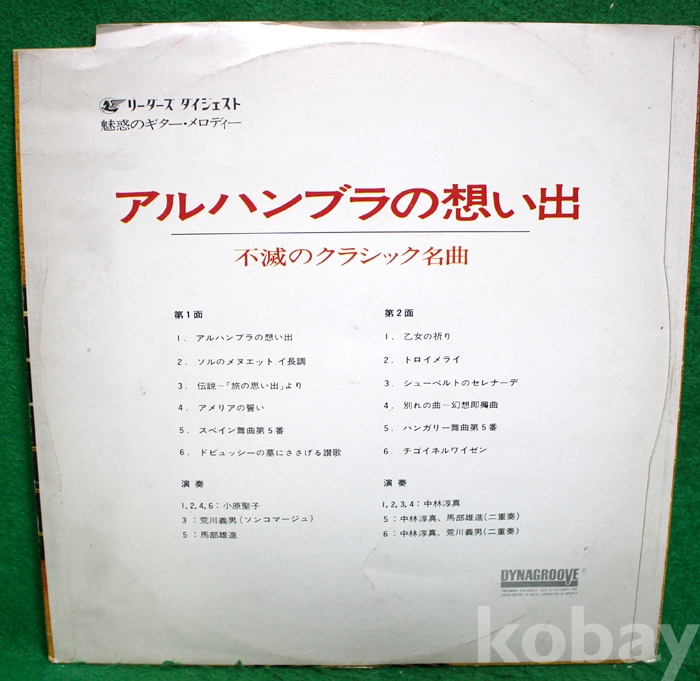 リーダーズ ダイジェスト
魅惑のギター・メロディー
アルハンブラの想い出
不滅のクラシック名曲
第1面
1. アルハンブラの想い出
2. ソルのメヌエット イ長調
3. 伝説〜「旅の思い出」より
4. アメリアの誓い
5. スペイン舞曲第5番
6. ドビュッシーの墓にささげる讃歌
演奏
1,2,4,6：小原聖子
3：荒川義男(ソンコマージュ)
5：馬部雄進
第2面
1. 乙女の祈り
2. トロイメライ
3. シューベルトのセレナーデ
4. 別れの曲〜幻想即興曲
5. ハンガリー舞曲第5番
6. チゴイネルワイゼン
演奏
1,2,3,4：中林淳真
5：中林淳真、馬部雄進(二重奏)
6：中林淳真、荒川義男(二重奏)
DYNAGROOVE
kobay